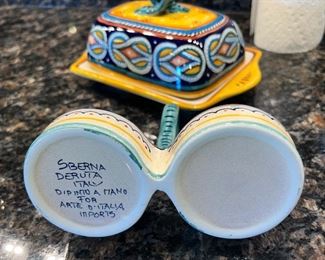 SBERNA
DERUTA
ITALY
DIPINTO A MANO
FOR
ARTE D'ITALIA
IMPORTS